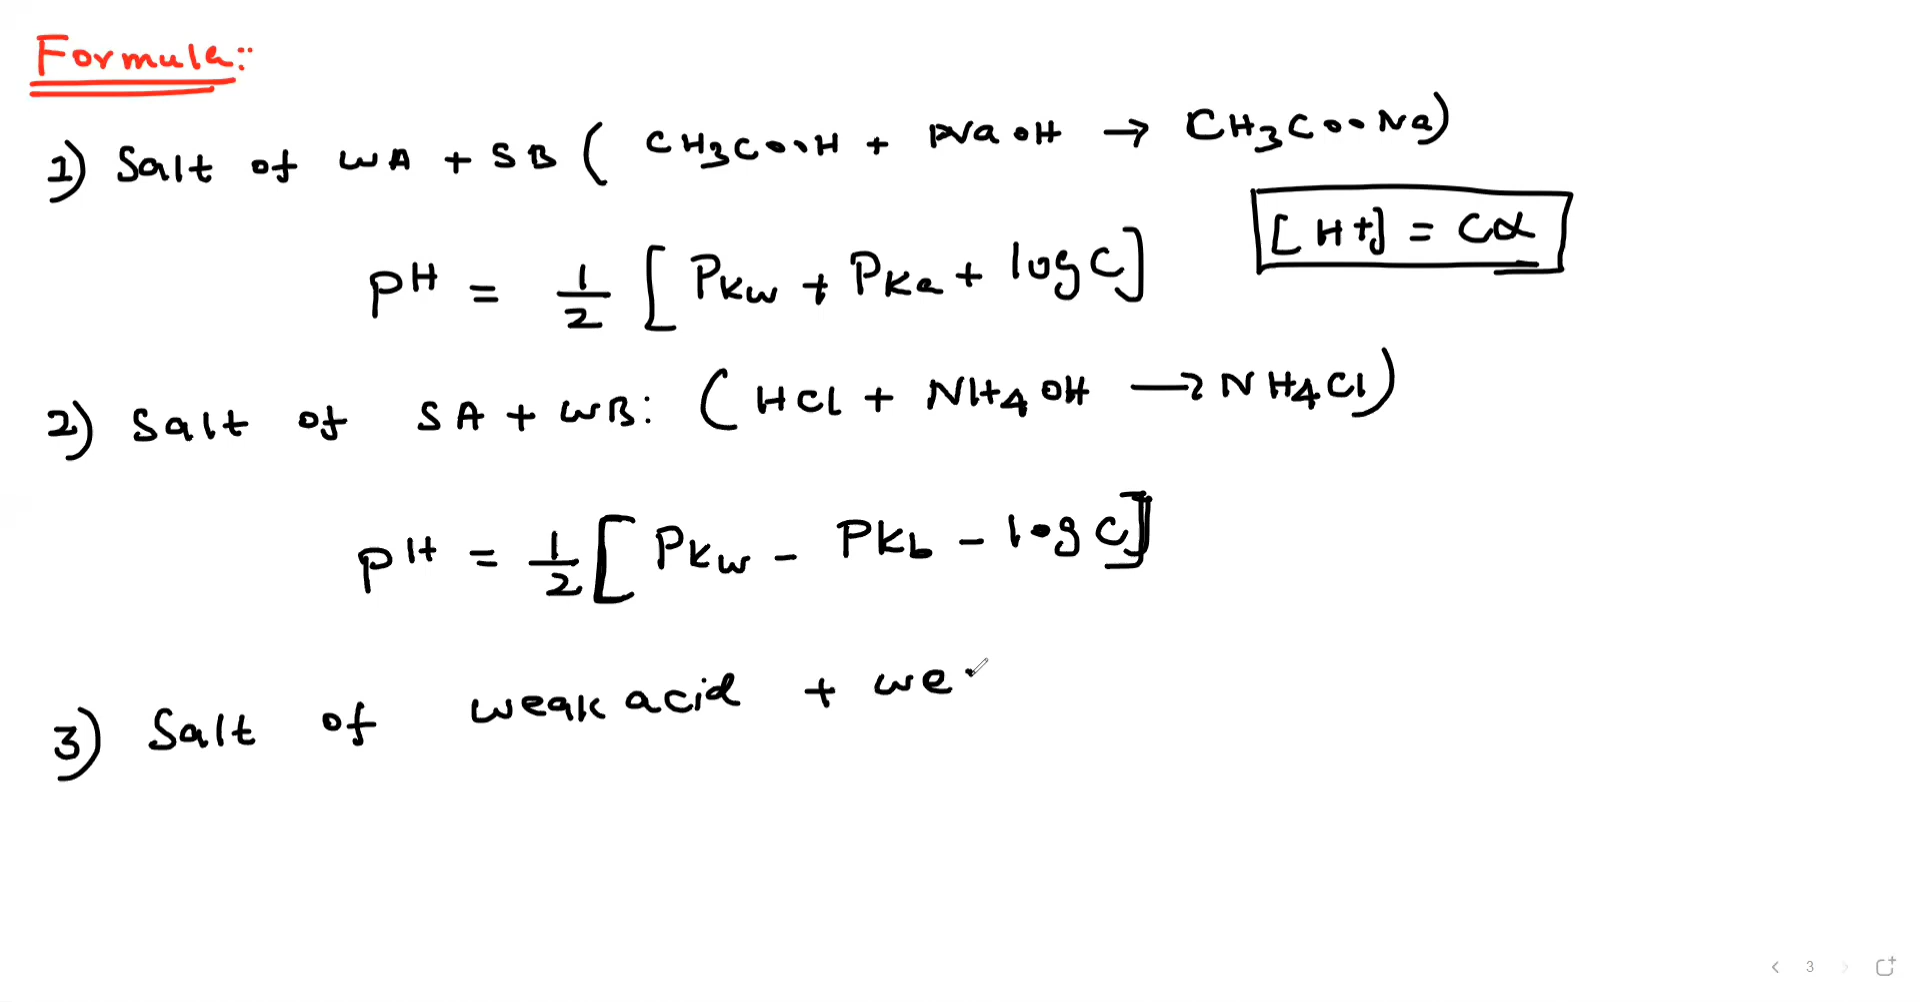 Formula:
1) Salt of WA + SB ( CH3COOH + NaOH → CH3COONa)
[H+] = Cα
PH = 1/2 [ PKw + PKa + log C]
2) Salt of SA + WB: ( HCl + NH4OH → NH4Cl)
PH = 1/2 [ PKw - PKb - log C]
3) Salt of weak acid + we
3